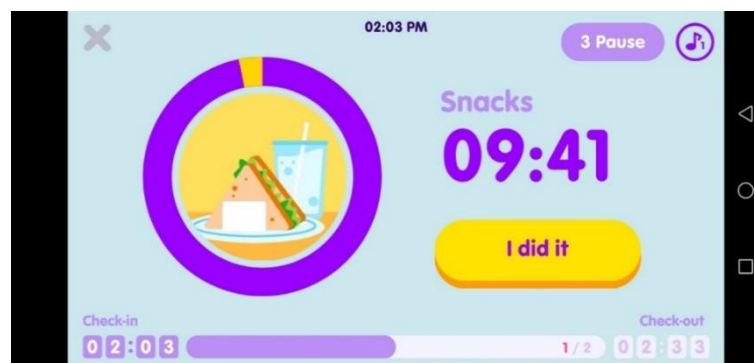 02:03 PM
3 Pause
1
Snacks
09:41
I did it
Check-in
Check-out
02:03
1/2
02:33